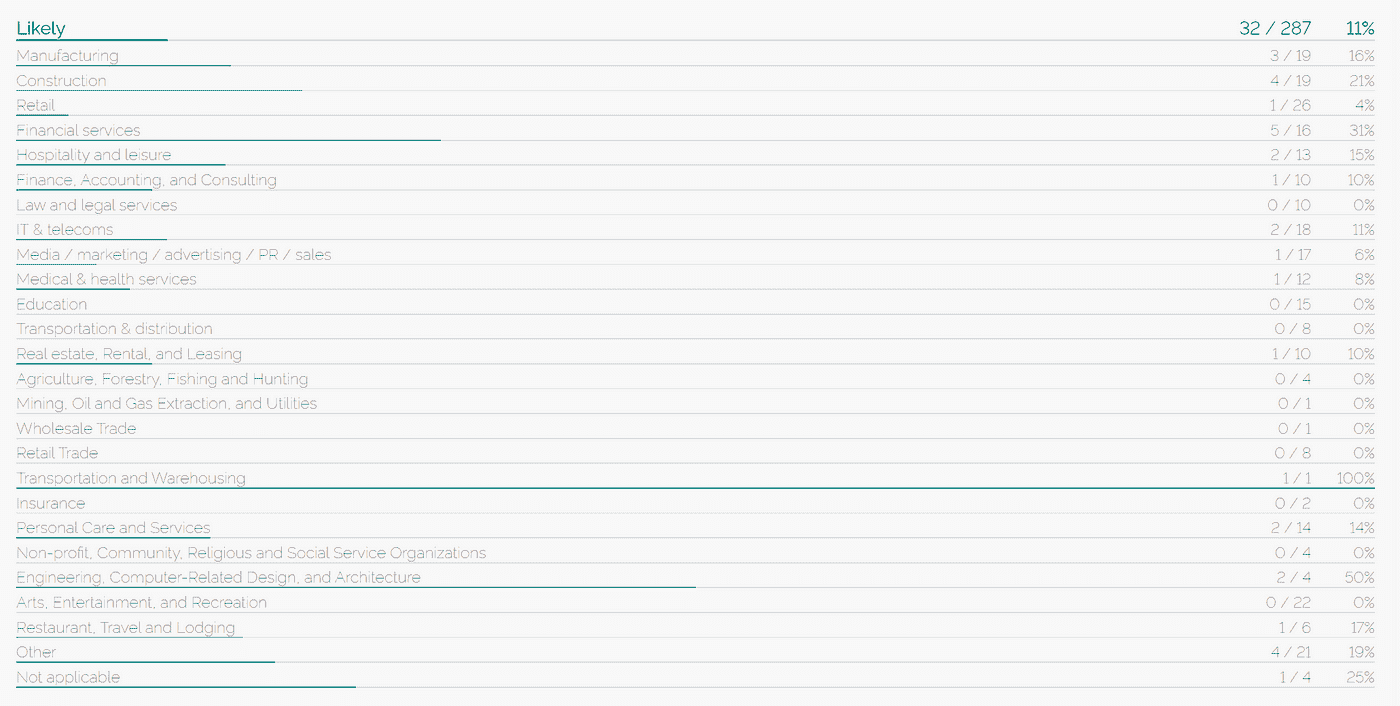 Likely 32 / 287 11%
Manufacturing 3 / 19 16%
Construction 4 / 19 21%
Retail 1 / 26 4%
Financial services 5 / 16 31%
Hospitality and leisure 2 / 13 15%
Finance, Accounting, and Consulting 1 / 10 10%
Law and legal services 0 / 10 0%
IT & telecoms 2 / 18 11%
Media / marketing / advertising / PR / sales 1 / 17 6%
Medical & health services 1 / 12 8%
Education 0 / 15 0%
Transportation & distribution 0 / 8 0%
Real estate, Rental, and Leasing 1 / 10 10%
Agriculture, Forestry, Fishing and Hunting 0 / 4 0%
Mining, Oil and Gas Extraction, and Utilities 0 / 1 0%
Wholesale Trade 0 / 1 0%
Retail Trade 0 / 8 0%
Transportation and Warehousing 1 / 1 100%
Insurance 0 / 2 0%
Personal Care and Services 2 / 14 14%
Non-profit, Community, Religious and Social Service Organizations 0 / 4 0%
Engineering, Computer-Related Design, and Architecture 2 / 4 50%
Arts, Entertainment, and Recreation 0 / 22 0%
Restaurant, Travel and Lodging 1 / 6 17%
Other 4 / 21 19%
Not applicable 1 / 4 25%